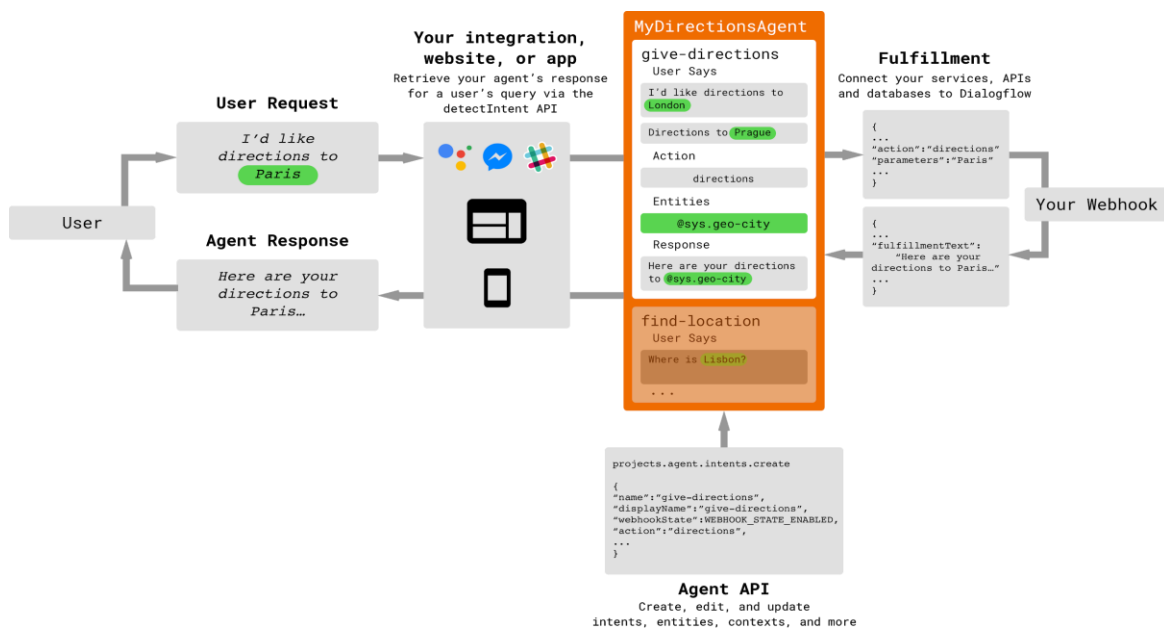 User
User Request
I’d like
directions to
Paris
Agent Response
Here are your
directions to
Paris…
Your integration,
website, or app
Retrieve your agent’s response
for a user’s query via the
detectIntent API
MyDirectionsAgent
give-directions
User Says
I’d like directions to
London
Directions to Prague
Action
directions
Entities
@sys.geo-city
Response
Here are your directions
to @sys.geo-city
find-location
User Says
Where is Lisbon?
...
Fulfillment
Connect your services, APIs
and databases to Dialogflow
{
...
“action”:“directions”
“parameters”:“Paris”
...
}
{
...
“fulfillmentText”:
“Here are your
directions to Paris…”
...
}
Your Webhook
projects.agent.intents.create
{
“name”:“give-directions”,
“displayName”:“give-directions”,
“webhookState”:WEBHOOK_STATE_ENABLED,
“action”:“directions”,
...
}
Agent API
Create, edit, and update
intents, entities, contexts, and more